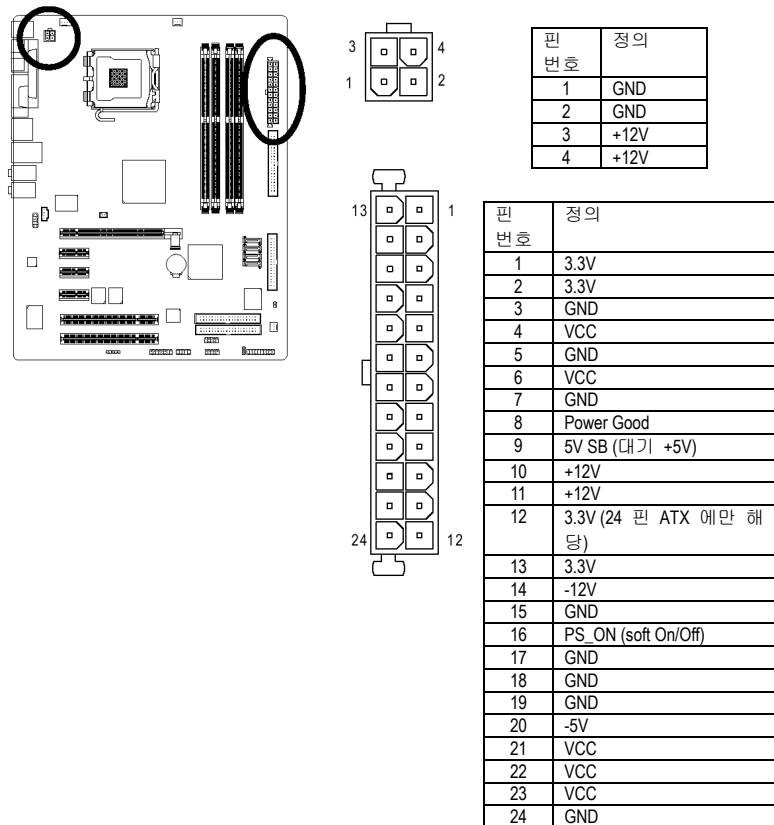 3 4
1 2
핀 번호 정의
1 GND
2 GND
3 +12V
4 +12V
13 1
24 12
핀 번호 정의
1 3.3V
2 3.3V
3 GND
4 VCC
5 GND
6 VCC
7 GND
8 Power Good
9 5V SB (대기 +5V)
10 +12V
11 +12V
12 3.3V (24 핀 ATX 에만 해
당)
13 3.3V
14 -12V
15 GND
16 PS_ON (soft On/Off)
17 GND
18 GND
19 GND
20 -5V
21 VCC
22 VCC
23 VCC
24 GND